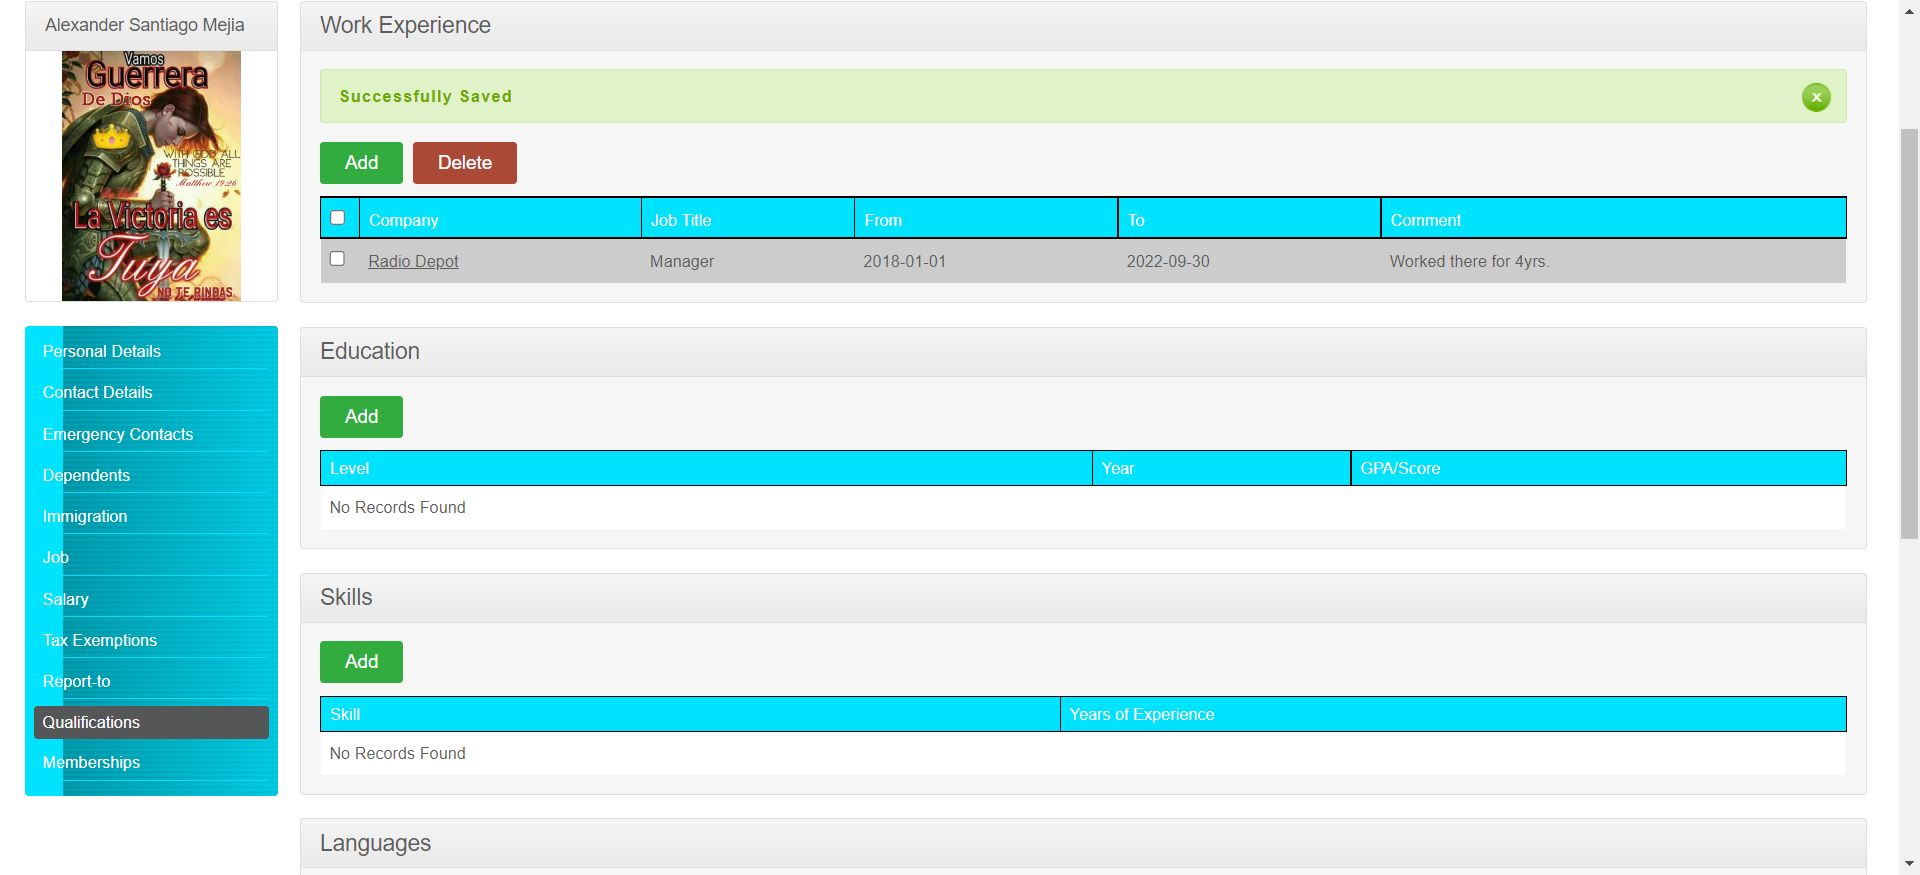 Alexander Santiago Mejia
Vamos
Guerrera
De Dios
WITH GOD ALL
THINGS ARE
POSSIBLE
Matthew 19:26
La Victoria es
Tuya
NO TE RINDAS
Personal Details
Contact Details
Emergency Contacts
Dependents
Immigration
Job
Salary
Tax Exemptions
Report-to
Qualifications
Memberships
Work Experience
Successfully Saved
x
Add Delete
Company Job Title From To Comment
Radio Depot Manager 2018-01-01 2022-09-30 Worked there for 4yrs.
Education
Add
Level Year GPA/Score
No Records Found
Skills
Add
Skill Years of Experience
No Records Found
Languages